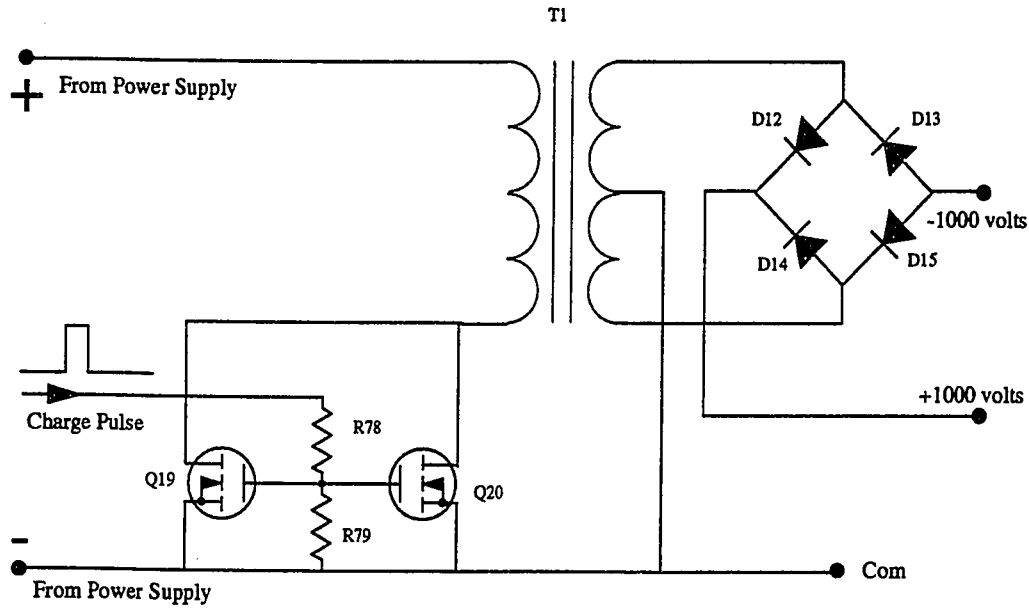 T1
From Power Supply
+
D12
D13
-1000 volts
D14
D15
+1000 volts
Charge Pulse
R78
Q19
Q20
R79
-
Com
From Power Supply